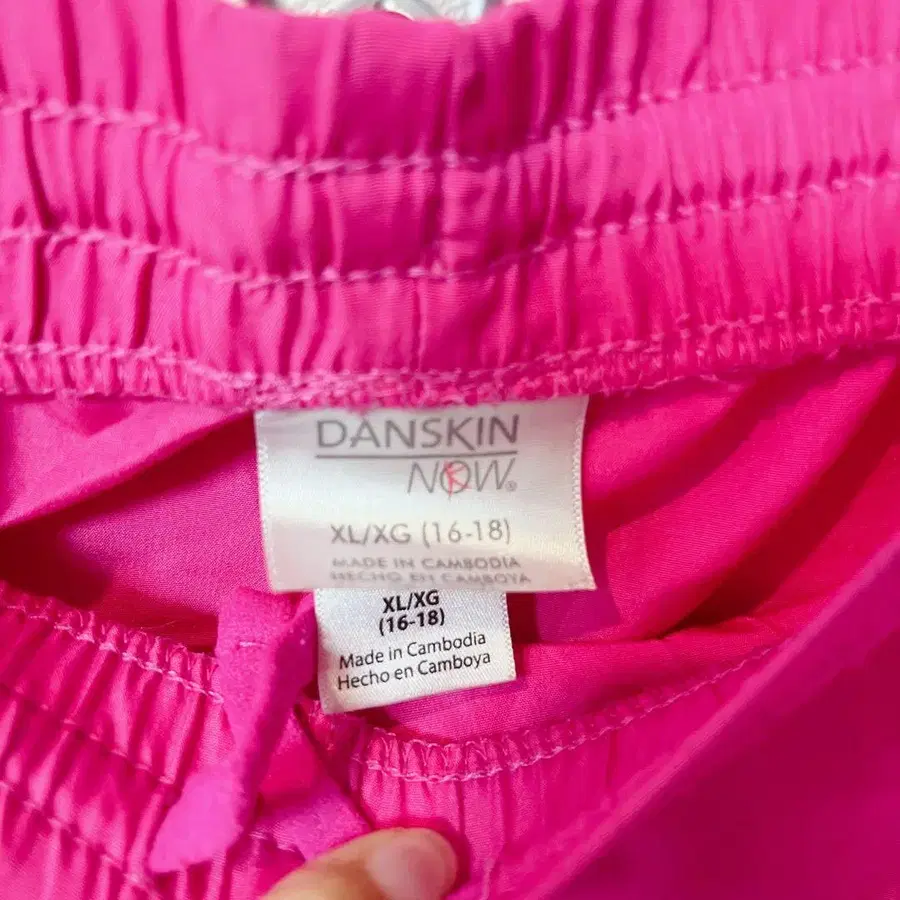 DANSKIN
NOW®
XL/XG (16-18)
MADE IN CAMBODIA
HECHO EN CAMBOYA
XL/XG
(16-18)
Made in Cambodia
Hecho en Camboya